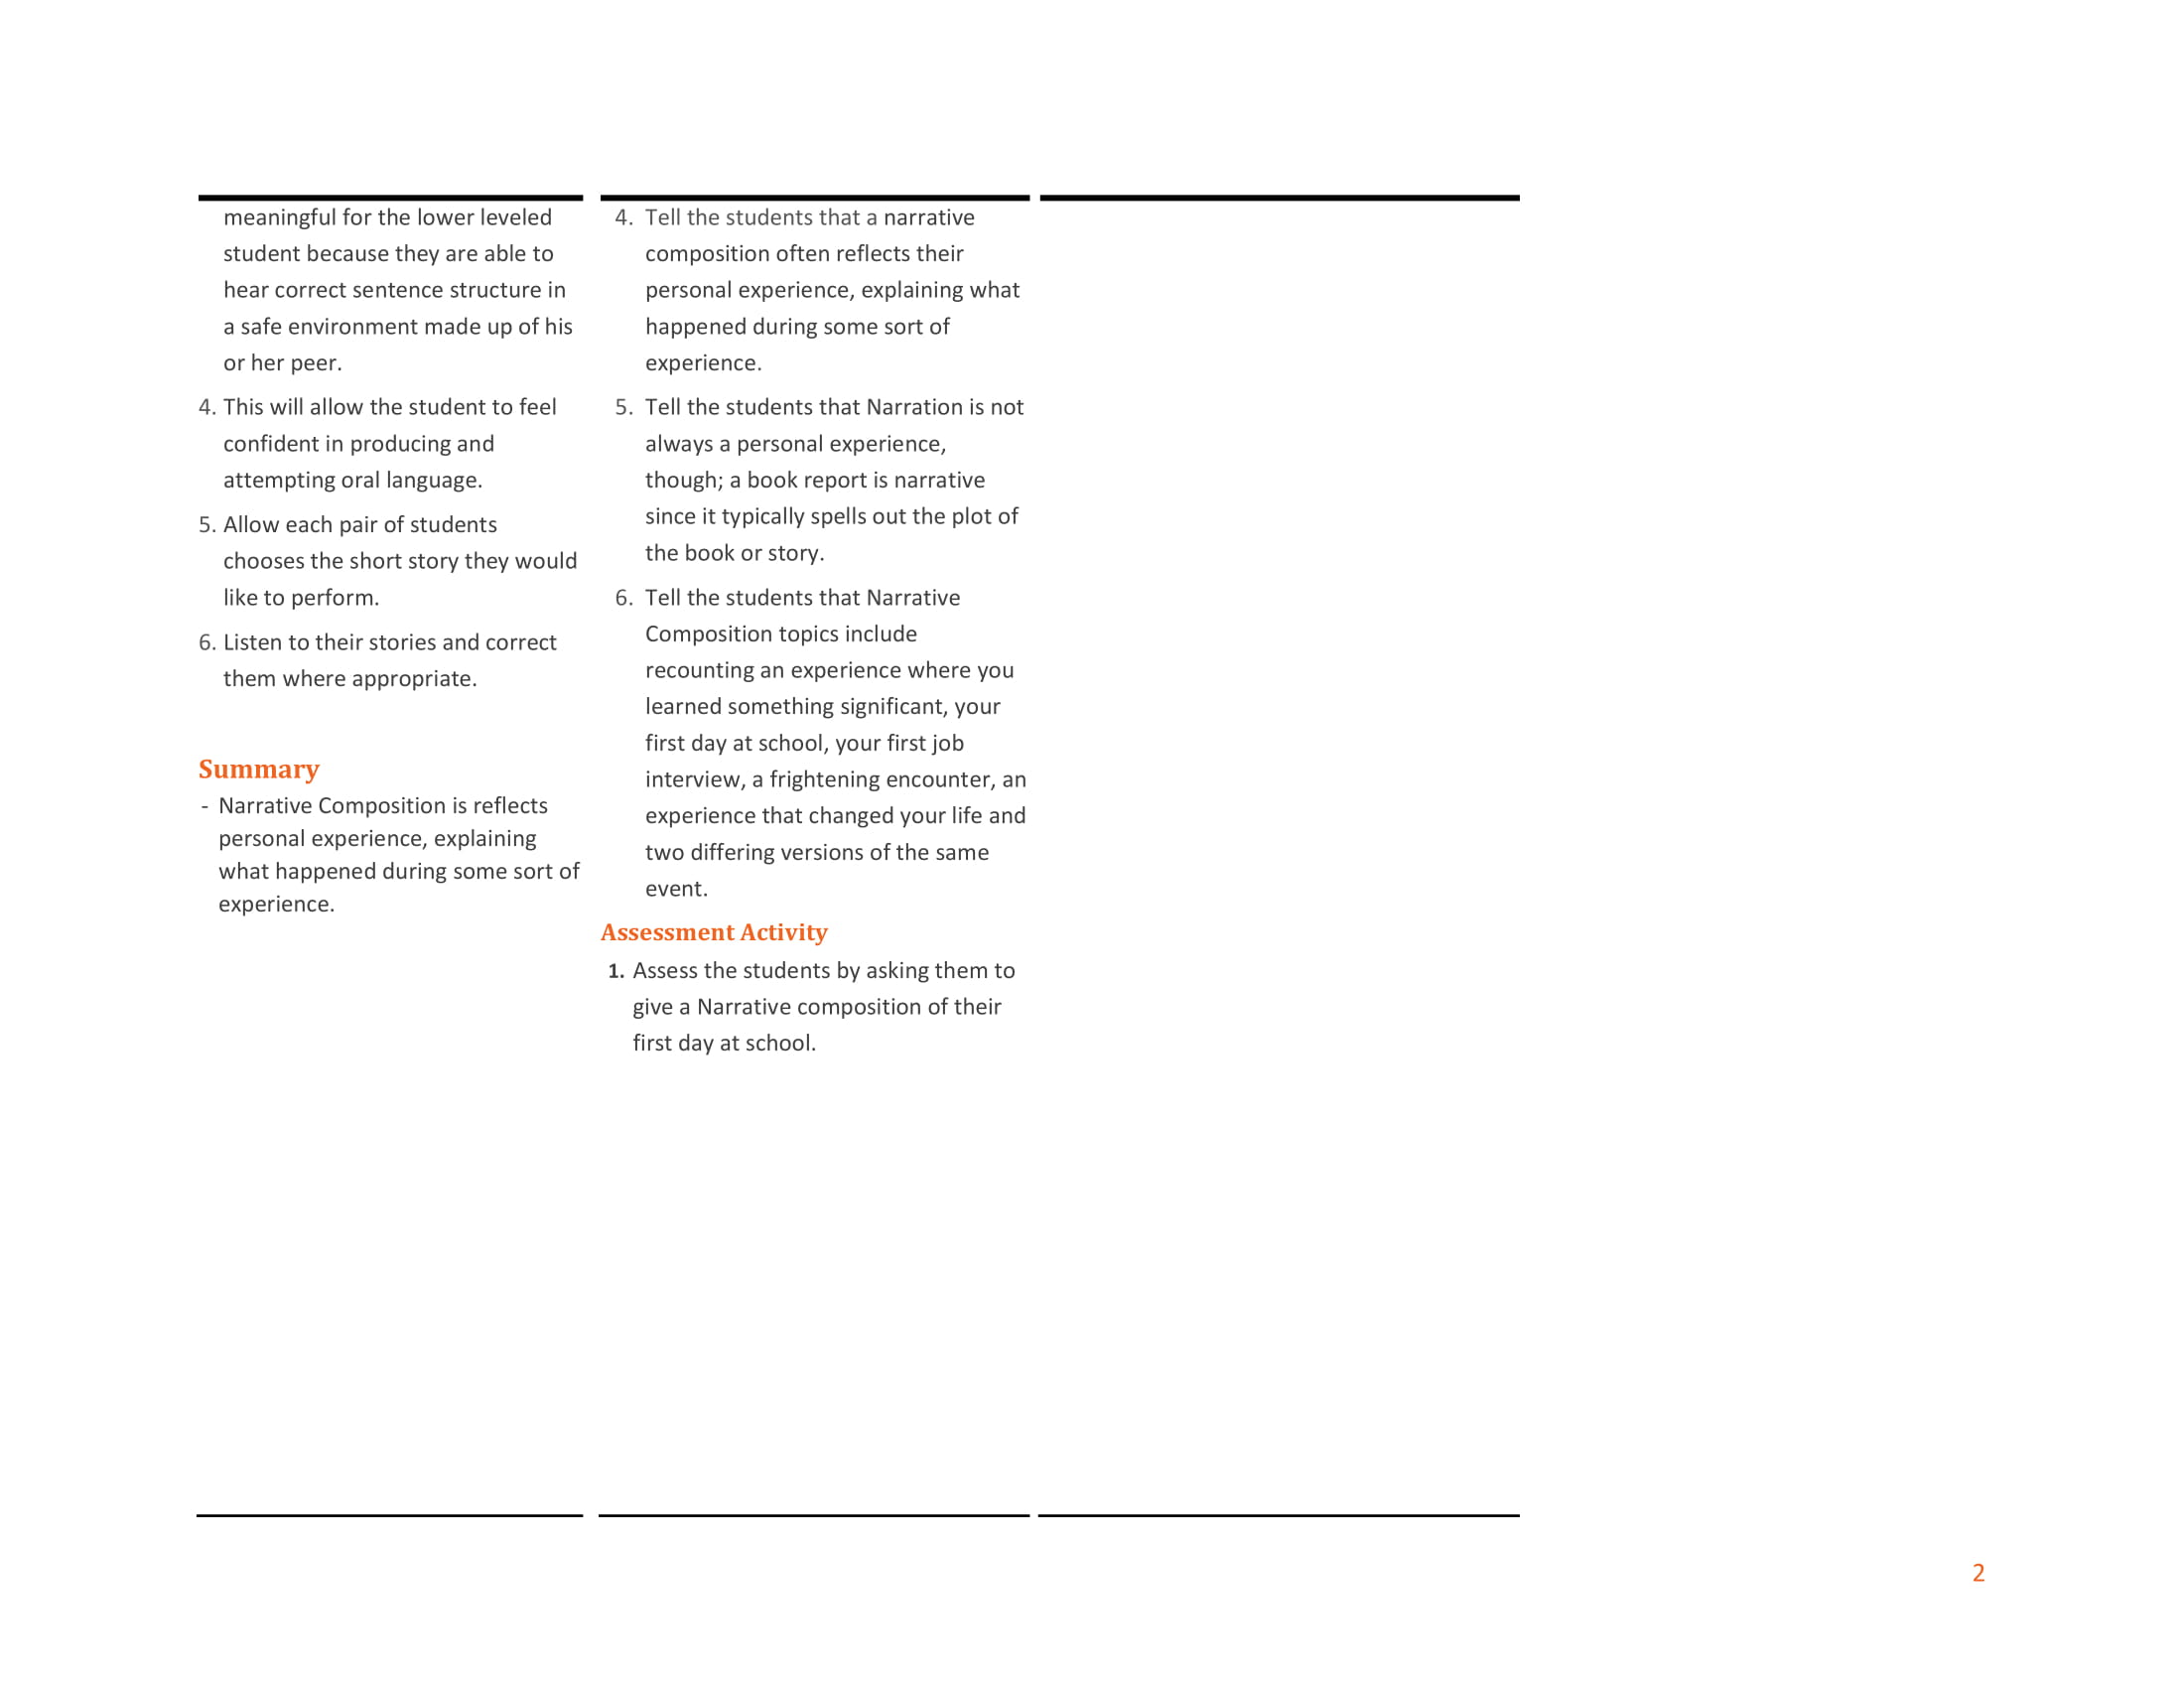 meaningful for the lower leveled
student because they are able to
hear correct sentence structure in
a safe environment made up of his
or her peer.
4. This will allow the student to feel
confident in producing and
attempting oral language.
5. Allow each pair of students
chooses the short story they would
like to perform.
6. Listen to their stories and correct
them where appropriate.
Summary
- Narrative Composition is reflects
personal experience, explaining
what happened during some sort of
experience.
4. Tell the students that a narrative
composition often reflects their
personal experience, explaining what
happened during some sort of
experience.
5. Tell the students that Narration is not
always a personal experience,
though; a book report is narrative
since it typically spells out the plot of
the book or story.
6. Tell the students that Narrative
Composition topics include
recounting an experience where you
learned something significant, your
first day at school, your first job
interview, a frightening encounter, an
experience that changed your life and
two differing versions of the same
event.
Assessment Activity
1. Assess the students by asking them to
give a Narrative composition of their
first day at school.
2